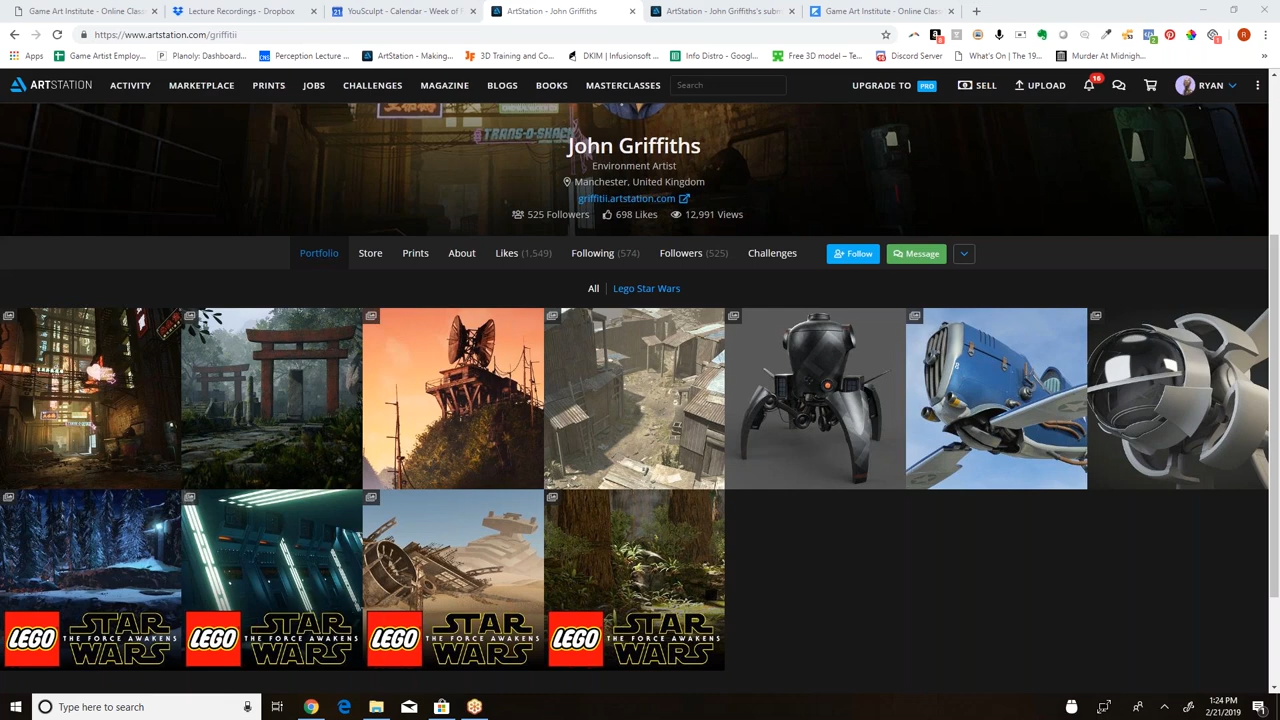 Game Art Institute - Online Clas
Lecture Recordings - Dropbox
YouSculpt - Calendar - Week of F
ArtStation - John Griffiths
ArtStation - John Griffiths's subm
Game Art Institute - Online Clas
https://www.artstation.com/griffitii
Apps
Game Artist Employ...
Planoly: Dashboard...
Perception Lecture ...
ArtStation - Making...
3D Training and Co...
DKIM | Infusionsoft ...
Info Distro - Googl...
Free 3D model – Te...
Discord Server
What's On | The 19...
Murder At Midnigh...
ARTSTATION
ACTIVITY
MARKETPLACE
PRINTS
JOBS
CHALLENGES
MAGAZINE
BLOGS
BOOKS
MASTERCLASSES
Search
UPGRADE TO PRO
SELL
UPLOAD
16
RYAN
TRANS-O-SHACK
John Griffiths
Environment Artist
Manchester, United Kingdom
griffitii.artstation.com
525 Followers 698 Likes 12,991 Views
Portfolio
Store
Prints
About
Likes (1,549)
Following (574)
Followers (525)
Challenges
Follow
Message
All
Lego Star Wars
LEGO STAR WARS THE FORCE AWAKENS
LEGO STAR WARS THE FORCE AWAKENS
LEGO STAR WARS THE FORCE AWAKENS
LEGO STAR WARS THE FORCE AWAKENS
Type here to search
1:24 PM
2/21/2019